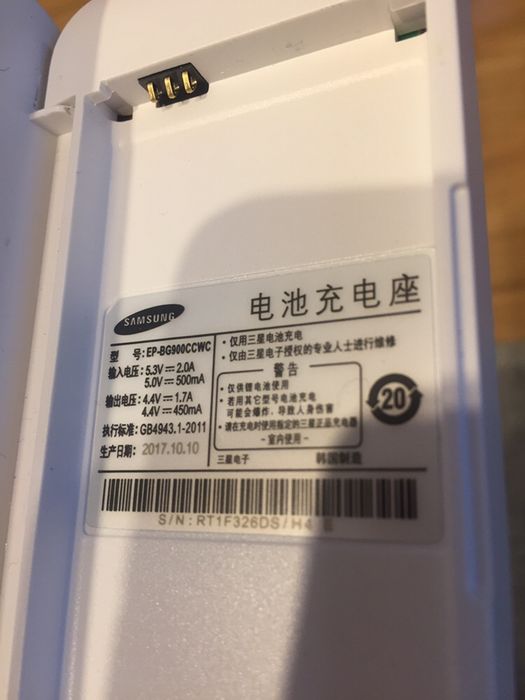 SAMSUNG
电池充电座
型 号: EP-BG900CCWC
输入电压: 5.3V⎓2.0A
5.0V⎓500mA
输出电压: 4.4V⎓1.7A
4.4V⎓450mA
执行标准: GB4943.1-2011
生产日期: 2017.10.10
• 仅用三星电池充电
• 仅由三星电子授权的专业人士进行维修
警告
• 仅供锂电池使用
• 若用其它型号电池充电
可能会爆炸, 导致人身伤害
• 请在充电时使用指定的三星正品充电器
- 室内使用 -
20
三星电子 韩国制造
S/N: RT1F326DS/H4 E